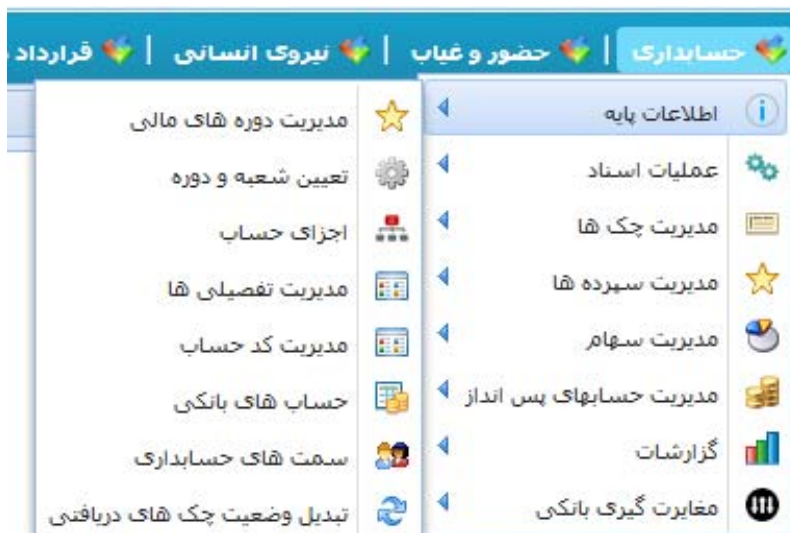 حسابداری | حضور و غیاب | نیروی انسانی | قرارداد
اطلاعات پایه
عملیات اسناد
مدیریت چک ها
مدیریت سپرده ها
مدیریت سهام
مدیریت حسابهای پس انداز
گزارشات
مغایرت گیری بانکی
مدیریت دوره های مالی
تعیین شعبه و دوره
اجزای حساب
مدیریت تفصیلی ها
مدیریت کد حساب
حساب های بانکی
سمت های حسابداری
تبدیل وضعیت چک های دریافتی